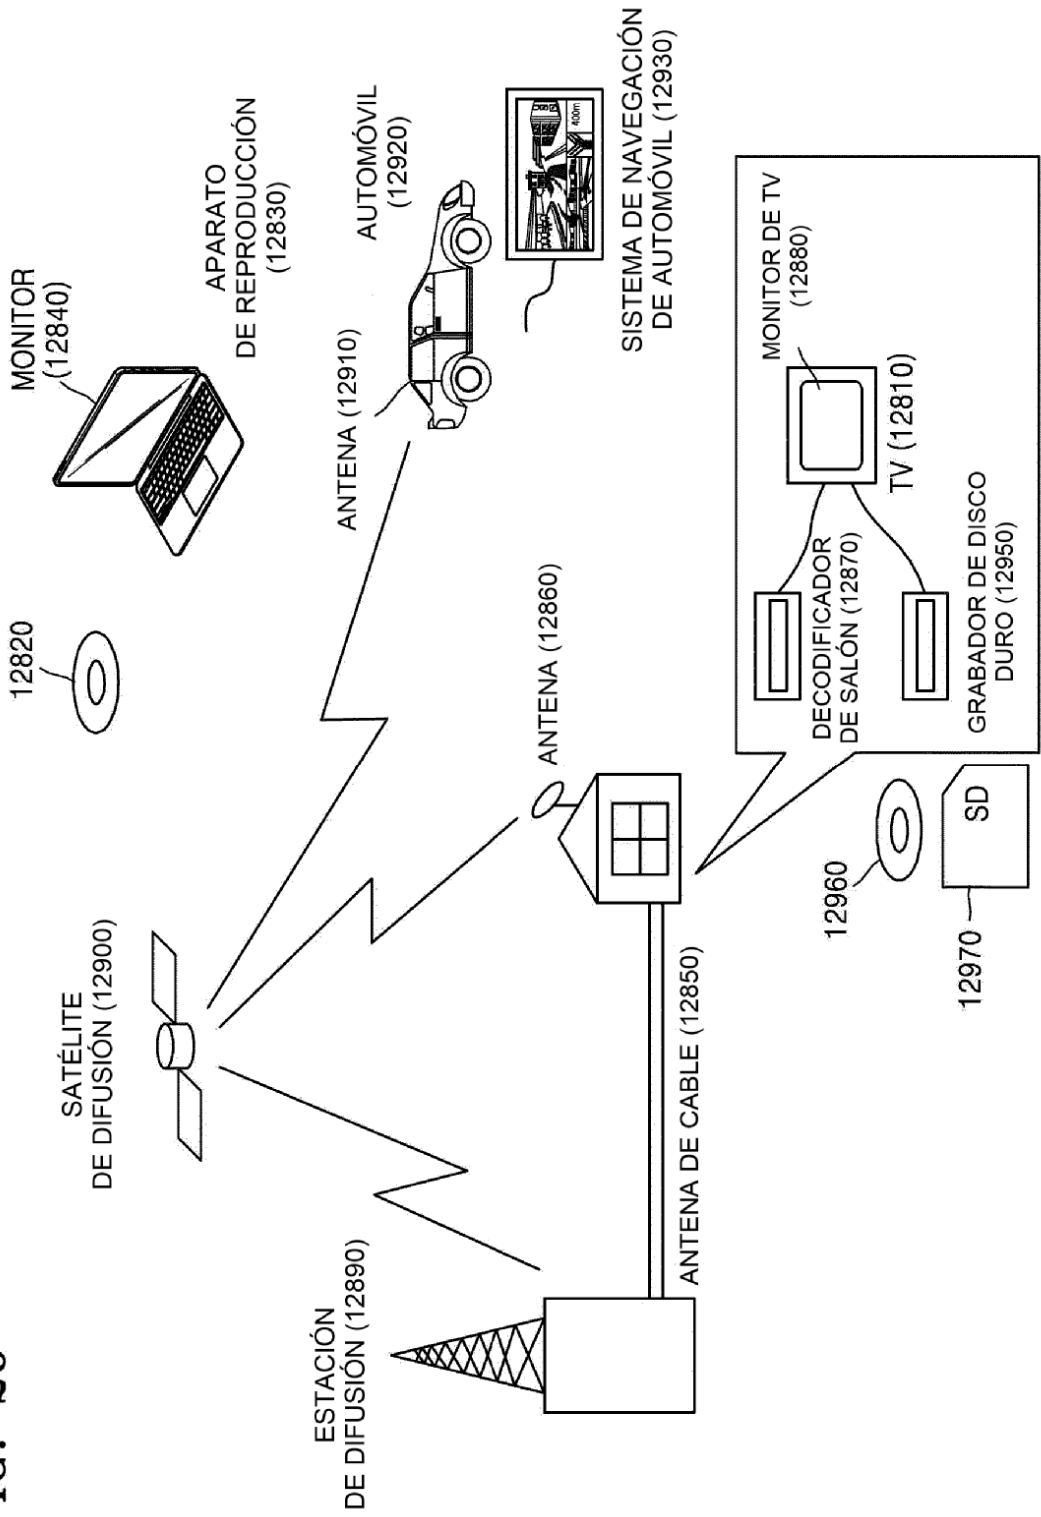 ESTACIÓN
DE DIFUSIÓN (12890)
SATÉLITE
DE DIFUSIÓN (12900)
12820
MONITOR
(12840)
APARATO
DE REPRODUCCIÓN
(12830)
ANTENA (12910)
AUTOMÓVIL
(12920)
400m
SISTEMA DE NAVEGACIÓN
DE AUTOMÓVIL (12930)
ANTENA (12860)
ANTENA DE CABLE (12850)
MONITOR DE TV
(12880)
TV (12810)
DECODIFICADOR
DE SALÓN (12870)
GRABADOR DE DISCO
DURO (12950)
12960
SD
12970